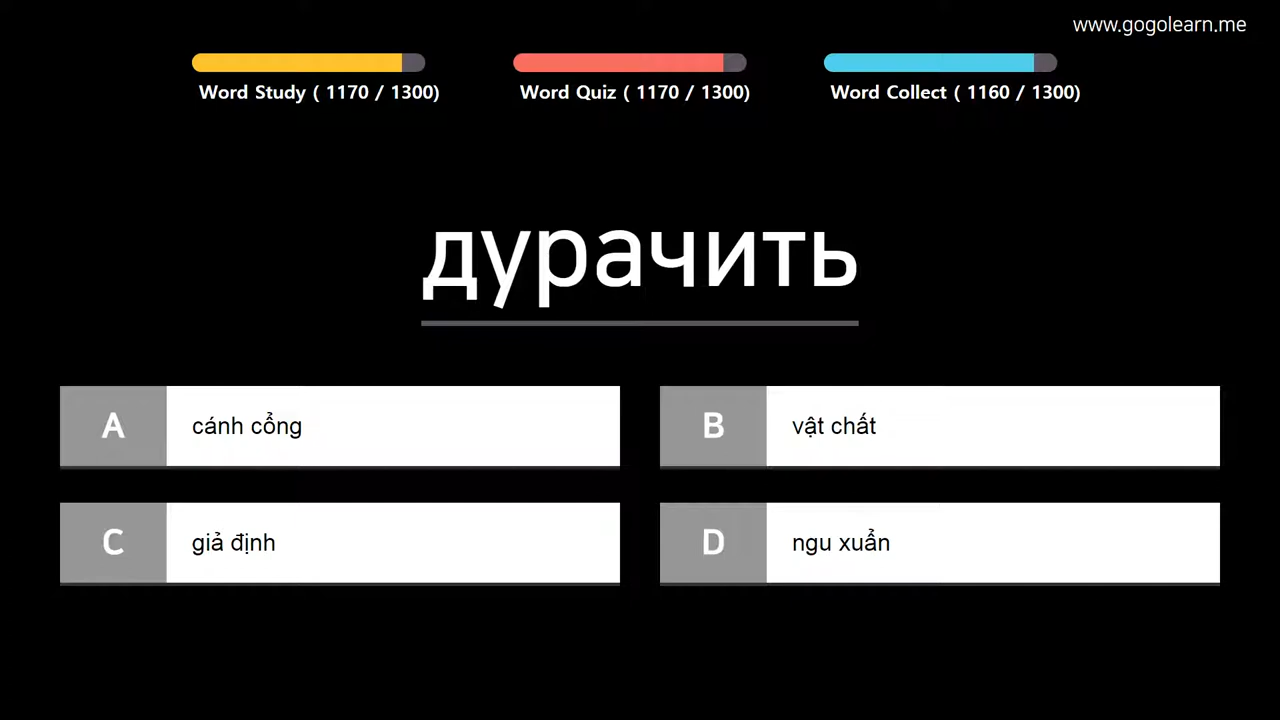 www.gogolearn.me
Word Study ( 1170 / 1300)
Word Quiz ( 1170 / 1300)
Word Collect ( 1160 / 1300)
дурачить
A cánh cổng
B vật chất
C giả định
D ngu xuẩn